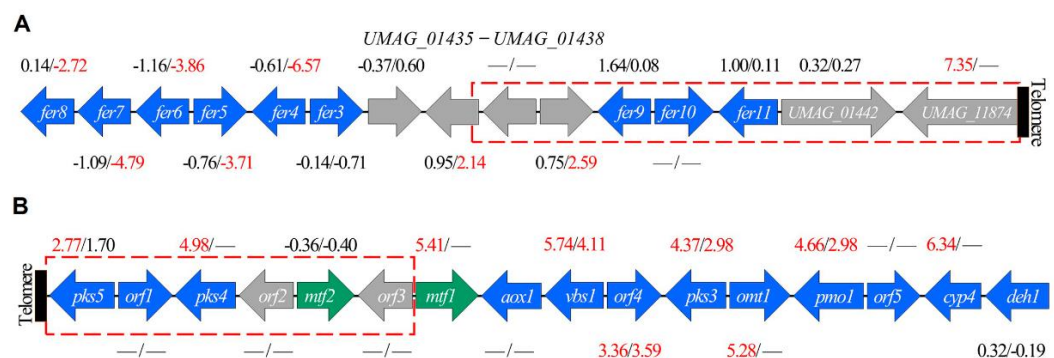 A
UMAG_01435 – UMAG_01438
0.14/-2.72 -1.16/-3.86 -0.61/-6.57 -0.37/0.60 —/— 1.64/0.08 1.00/0.11 0.32/0.27 7.35/—
fer8 fer7 fer6 fer5 fer4 fer3 fer9 fer10 fer11 UMAG_01442 UMAG_11874 Telomere
-1.09/-4.79 -0.76/-3.71 -0.14/-0.71 0.95/2.14 0.75/2.59 —/—
B
2.77/1.70 4.98/— -0.36/-0.40 5.41/— 5.74/4.11 4.37/2.98 4.66/2.98 —/— 6.34/—
Telomere pks5 orf1 pks4 orf2 mtf2 orf3 mtf1 aox1 vbs1 orf4 pks3 omt1 pmo1 orf5 cyp4 deh1
—/— —/— —/— —/— 3.36/3.59 5.28/— 0.32/-0.19